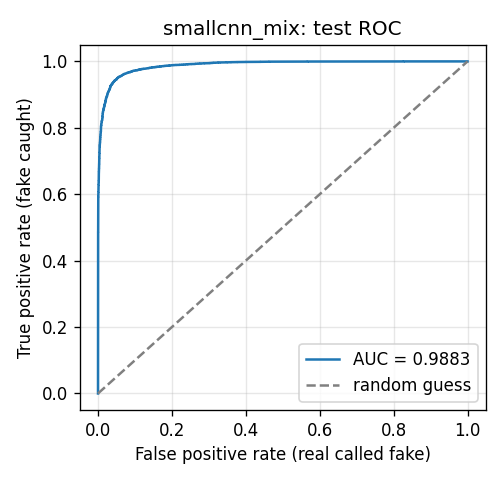 smallcnn_mix: test ROC
True positive rate (fake caught)
1.0
0.8
0.6
0.4
0.2
0.0
AUC = 0.9883
random guess
0.0 0.2 0.4 0.6 0.8 1.0
False positive rate (real called fake)